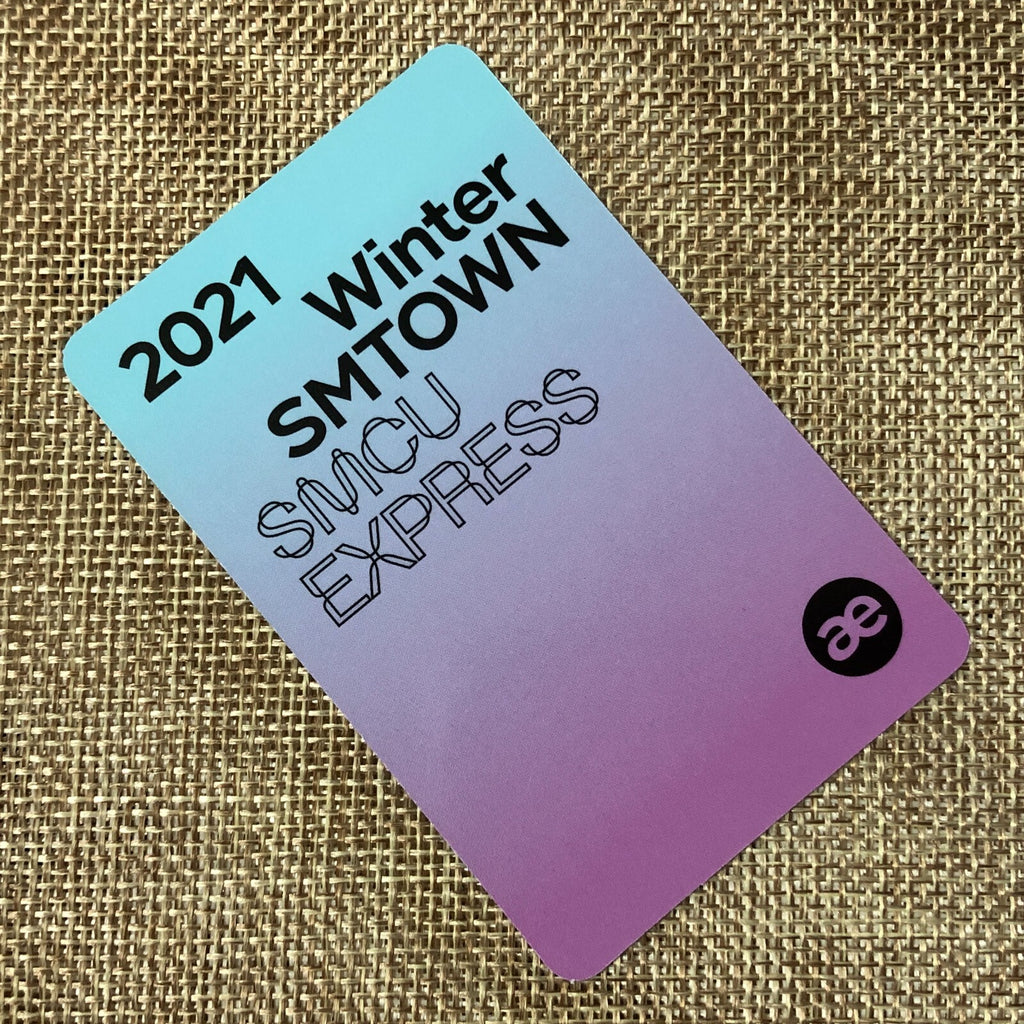 2021 Winter
SMTOWN
SMCU
EXPRESS
æ